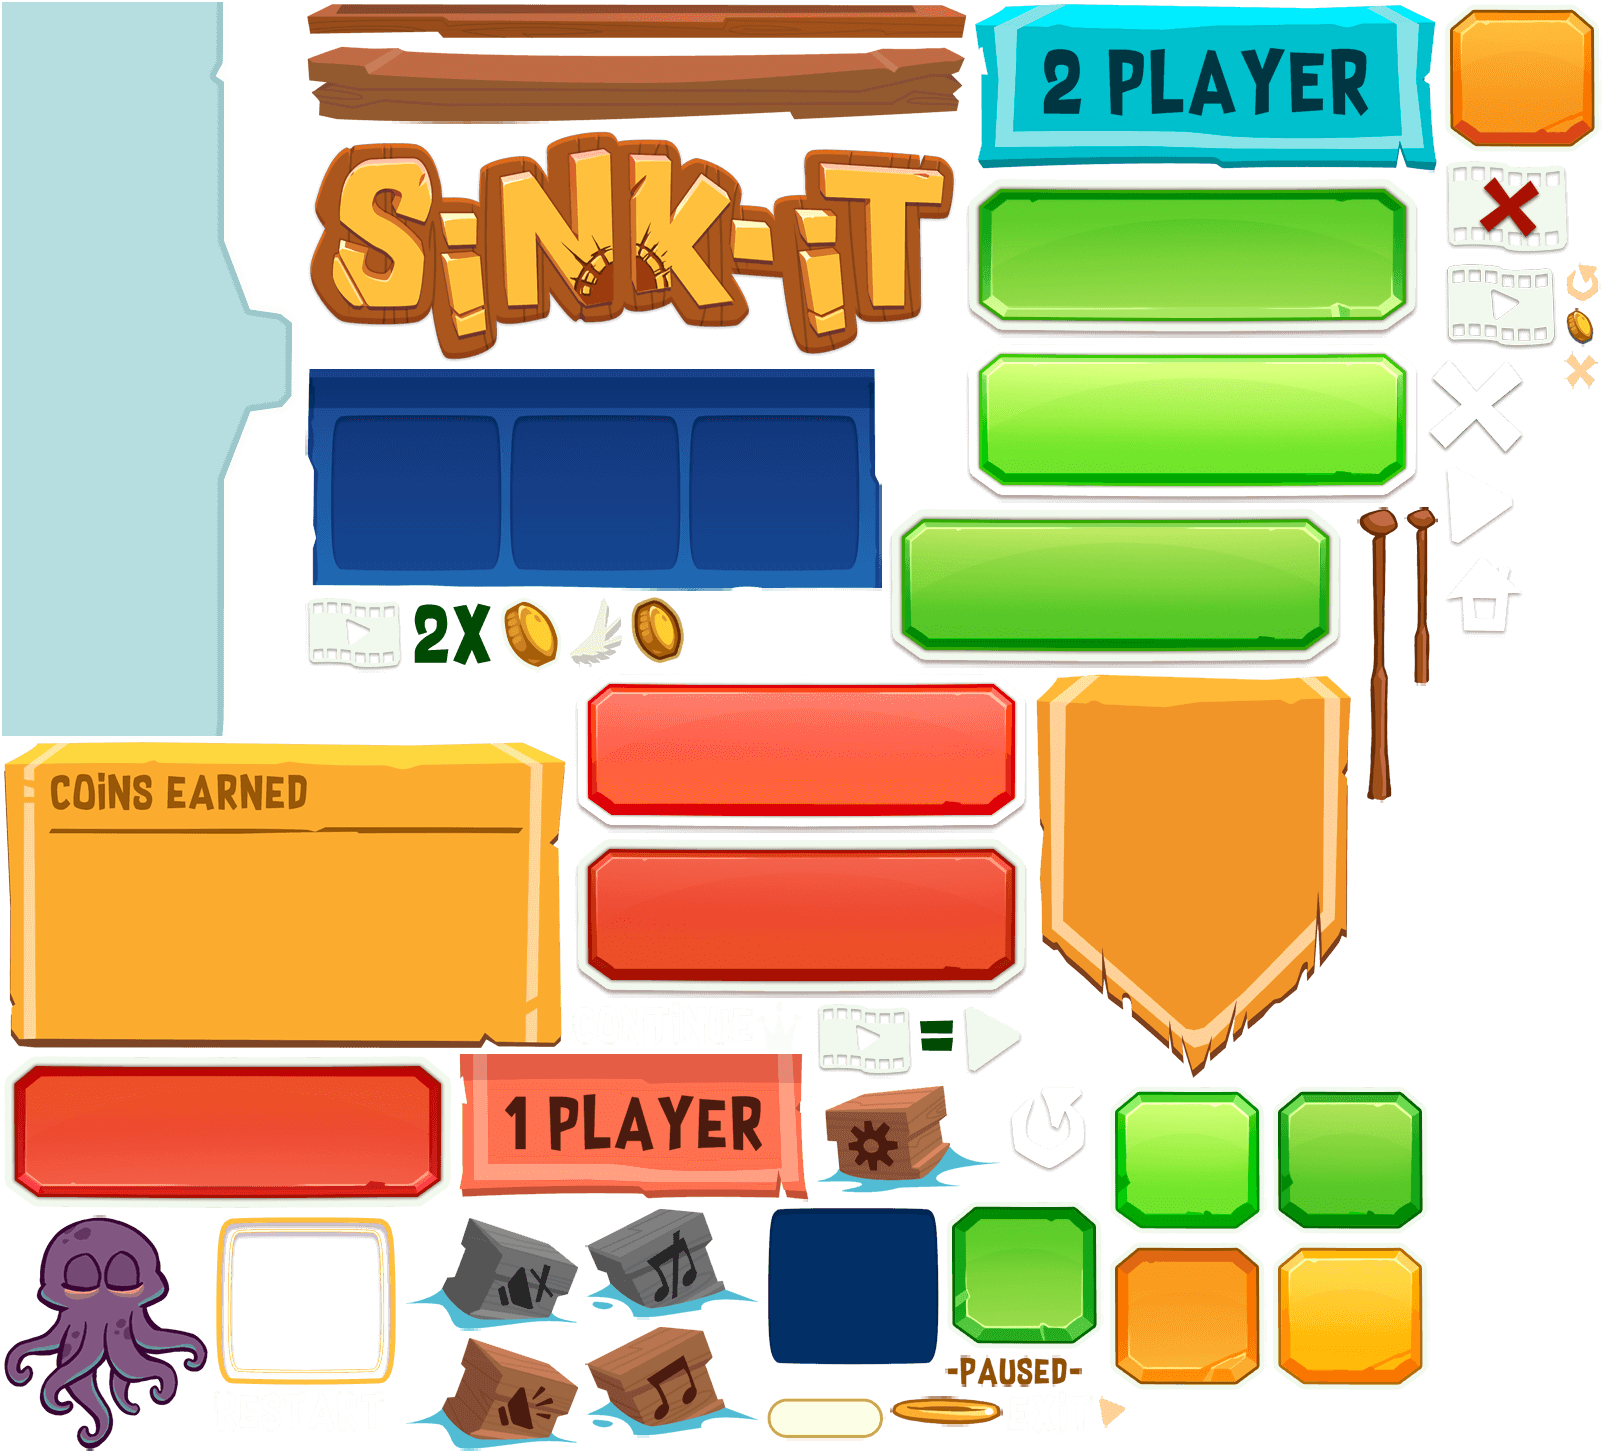 2 PLAYER
SiNK-iT
2X
COiNS EARNED
=
1 PLAYER
-PAUSED-